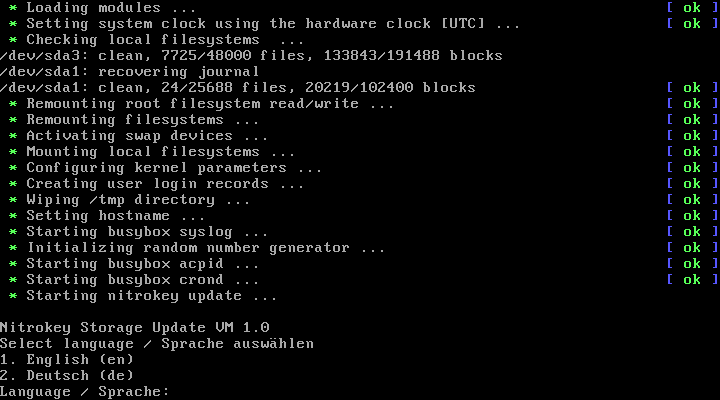 * Loading modules ... [ ok ]
* Setting system clock using the hardware clock [UTC] ... [ ok ]
* Checking local filesystems  ... [ ok ]
/dev/sda3: clean, 7725/48000 files, 133843/191488 blocks
/dev/sda1: recovering journal
/dev/sda1: clean, 24/25688 files, 20219/102400 blocks [ ok ]
* Remounting root filesystem read/write ... [ ok ]
* Remounting filesystems ... [ ok ]
* Activating swap devices ... [ ok ]
* Mounting local filesystems ... [ ok ]
* Configuring kernel parameters ... [ ok ]
* Creating user login records ... [ ok ]
* Wiping /tmp directory ... [ ok ]
* Setting hostname ... [ ok ]
* Starting busybox syslog ... [ ok ]
* Initializing random number generator ... [ ok ]
* Starting busybox acpid ... [ ok ]
* Starting busybox crond ... [ ok ]
* Starting nitrokey update ...
Nitrokey Storage Update VM 1.0
Select language / Sprache auswählen
1. English (en)
2. Deutsch (de)
Language / Sprache: